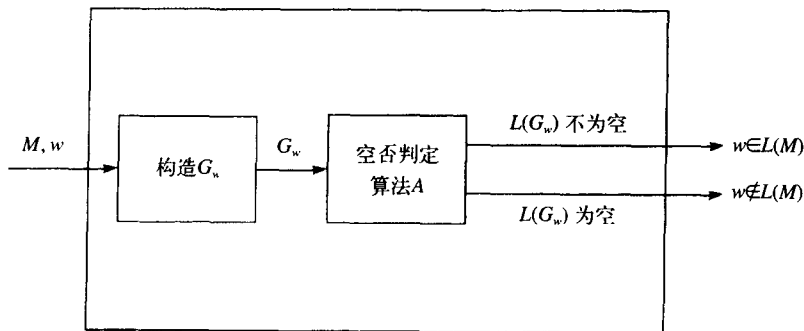 M, w
构造G_w
G_w
空否判定
算法A
L(G_w) 不为空
L(G_w) 为空
w∈L(M)
w∉L(M)